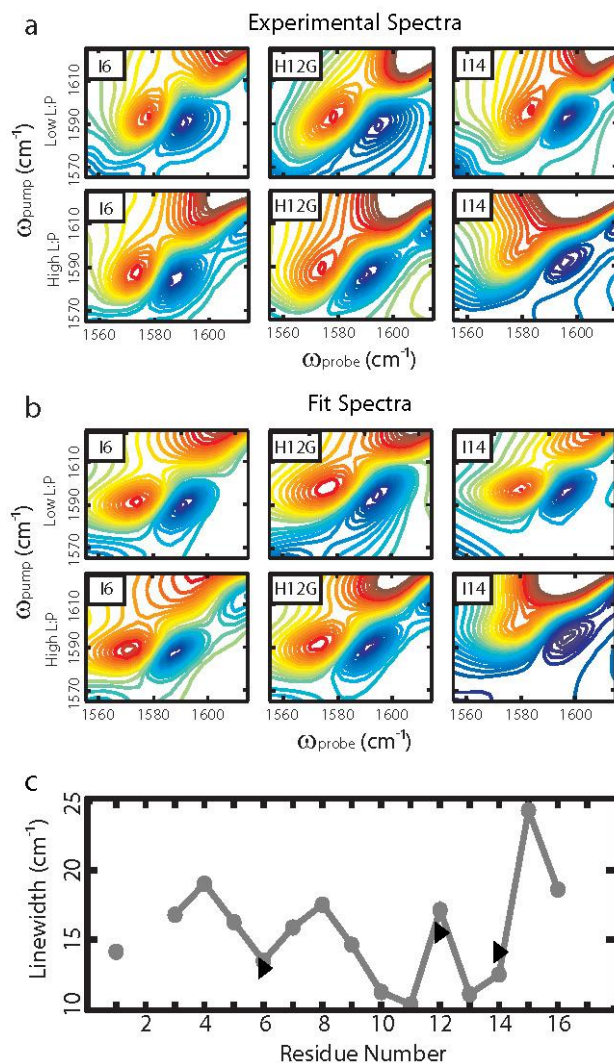 a Experimental Spectra
I6 H12G I14
1610
1590
1570
Low L:P
I6 H12G I14
1610
1590
1570
High L:P
ωpump (cm-1)
1560 1580 1600 1560 1580 1600 1560 1580 1600
ωprobe (cm-1)
b Fit Spectra
I6 H12G I14
1610
1590
1570
Low L:P
I6 H12G I14
1610
1590
1570
High L:P
ωpump (cm-1)
1560 1580 1600 1560 1580 1600 1560 1580 1600
ωprobe (cm-1)
c
25
20
15
10
Linewidth (cm-1)
2 4 6 8 10 12 14 16
Residue Number